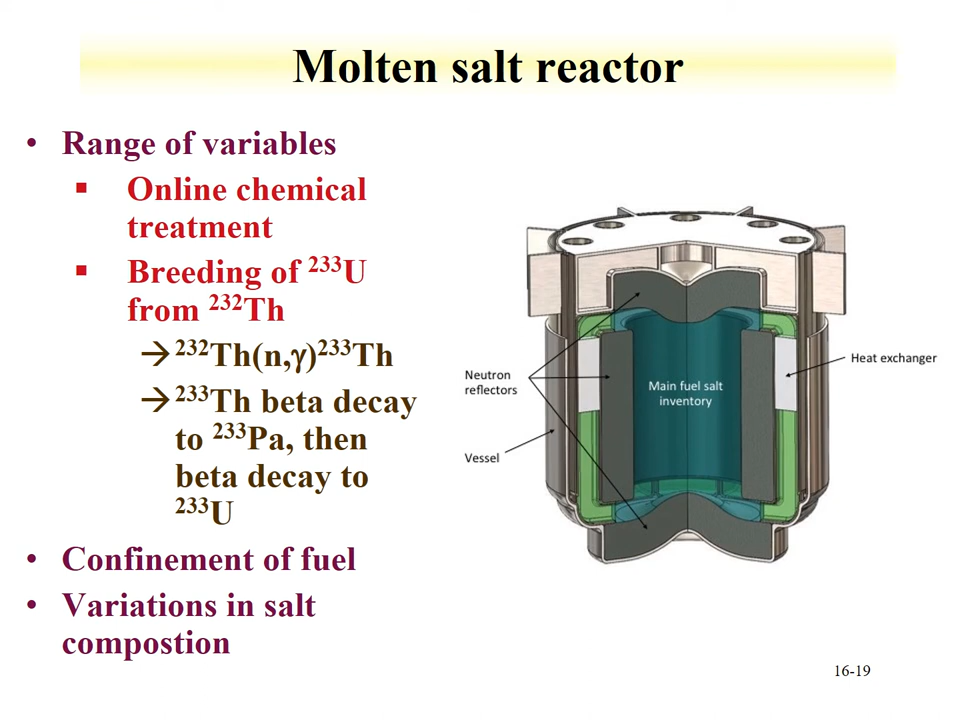 Molten salt reactor
• Range of variables
▪ Online chemical
treatment
▪ Breeding of ²³³U
from ²³²Th
→²³²Th(n,γ)²³³Th
→²³³Th beta decay
to ²³³Pa, then
beta decay to
²³³U
• Confinement of fuel
• Variations in salt
compostion
Neutron
reflectors
Vessel
Main fuel salt
inventory
Heat exchanger
16-19